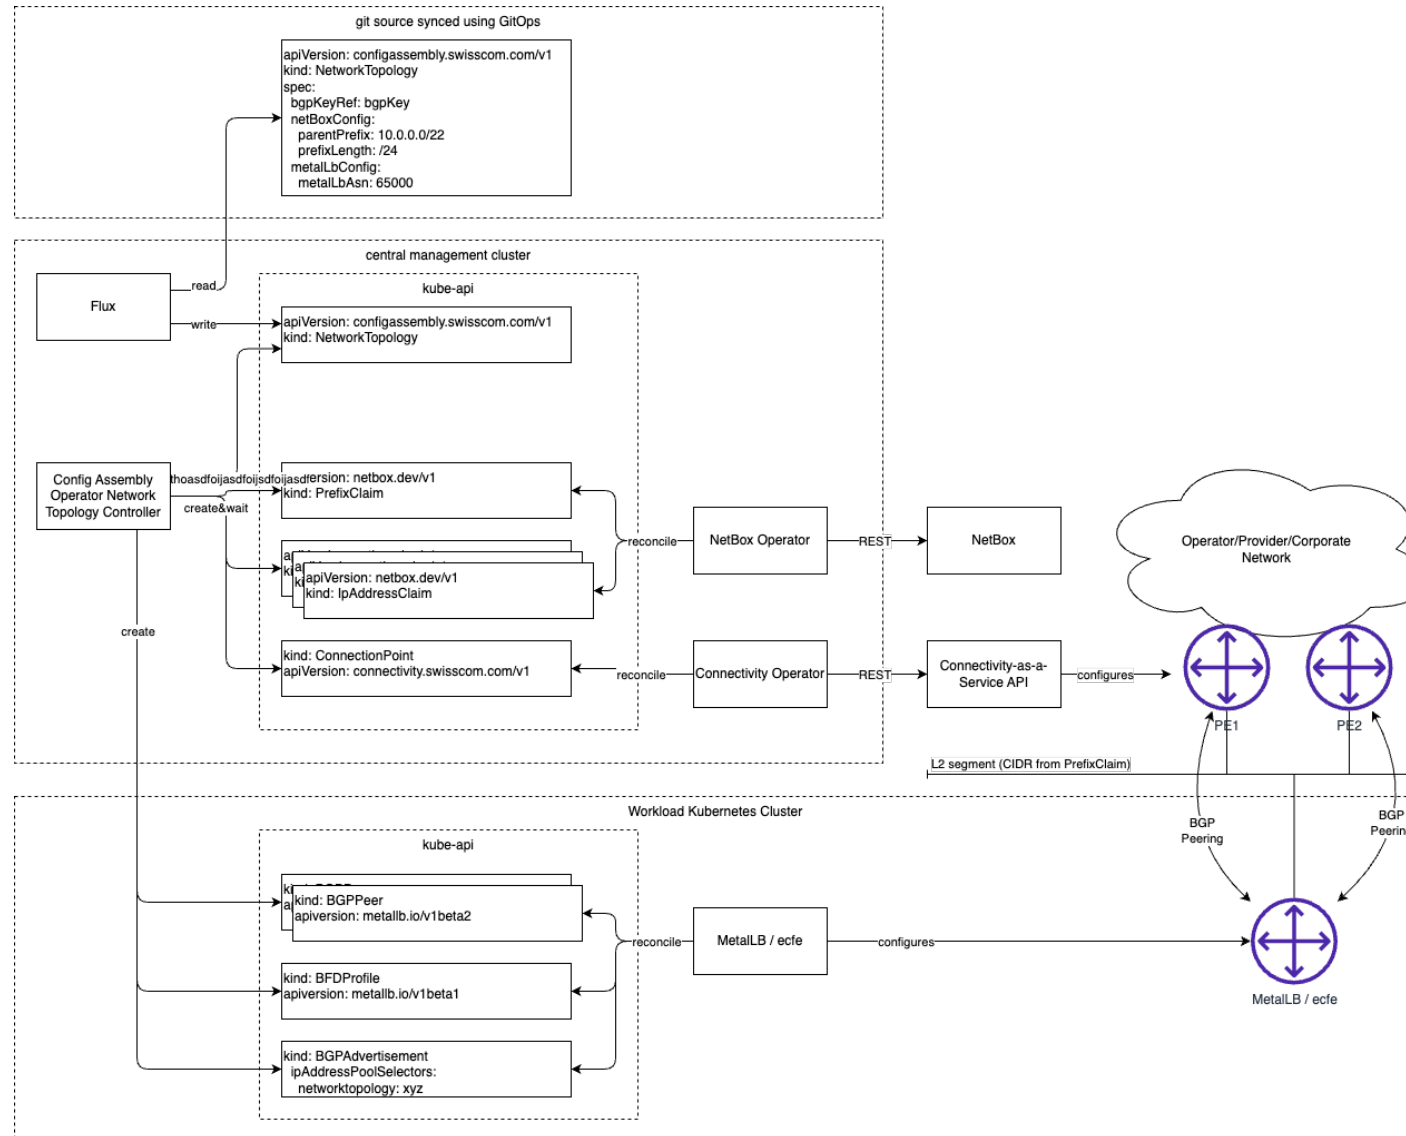 git source synced using GitOps
apiVersion: configassembly.swisscom.com/v1
kind: NetworkTopology
spec:
bgpKeyRef: bgpKey
netBoxConfig:
parentPrefix: 10.0.0.0/22
prefixLength: /24
metalLbConfig:
metalLbAsn: 65000
central management cluster
Flux
read
write
kube-api
apiVersion: configassembly.swisscom.com/v1
kind: NetworkTopology
Config Assembly
Operator Network
Topology Controller
thoasdfoijasdfoijsdfoijasdf
create&wait
ersion: netbox.dev/v1
kind: PrefixClaim
apiVersion: netbox.dev/v1
kind: IpAddressClaim
kind: ConnectionPoint
apiVersion: connectivity.swisscom.com/v1
reconcile
NetBox Operator
REST
NetBox
reconcile
Connectivity Operator
REST
Connectivity-as-a-
Service API
configures
Operator/Provider/Corporate
Network
PE1
PE2
L2 segment (CIDR from PrefixClaim)
BGP
Peering
BGP
Peerin
create
Workload Kubernetes Cluster
kube-api
kind: BGPPeer
apiversion: metallb.io/v1beta2
kind: BFDProfile
apiversion: metallb.io/v1beta1
kind: BGPAdvertisement
ipAddressPoolSelectors:
networktopology: xyz
reconcile
MetalLB / ecfe
configures
MetalLB / ecfe